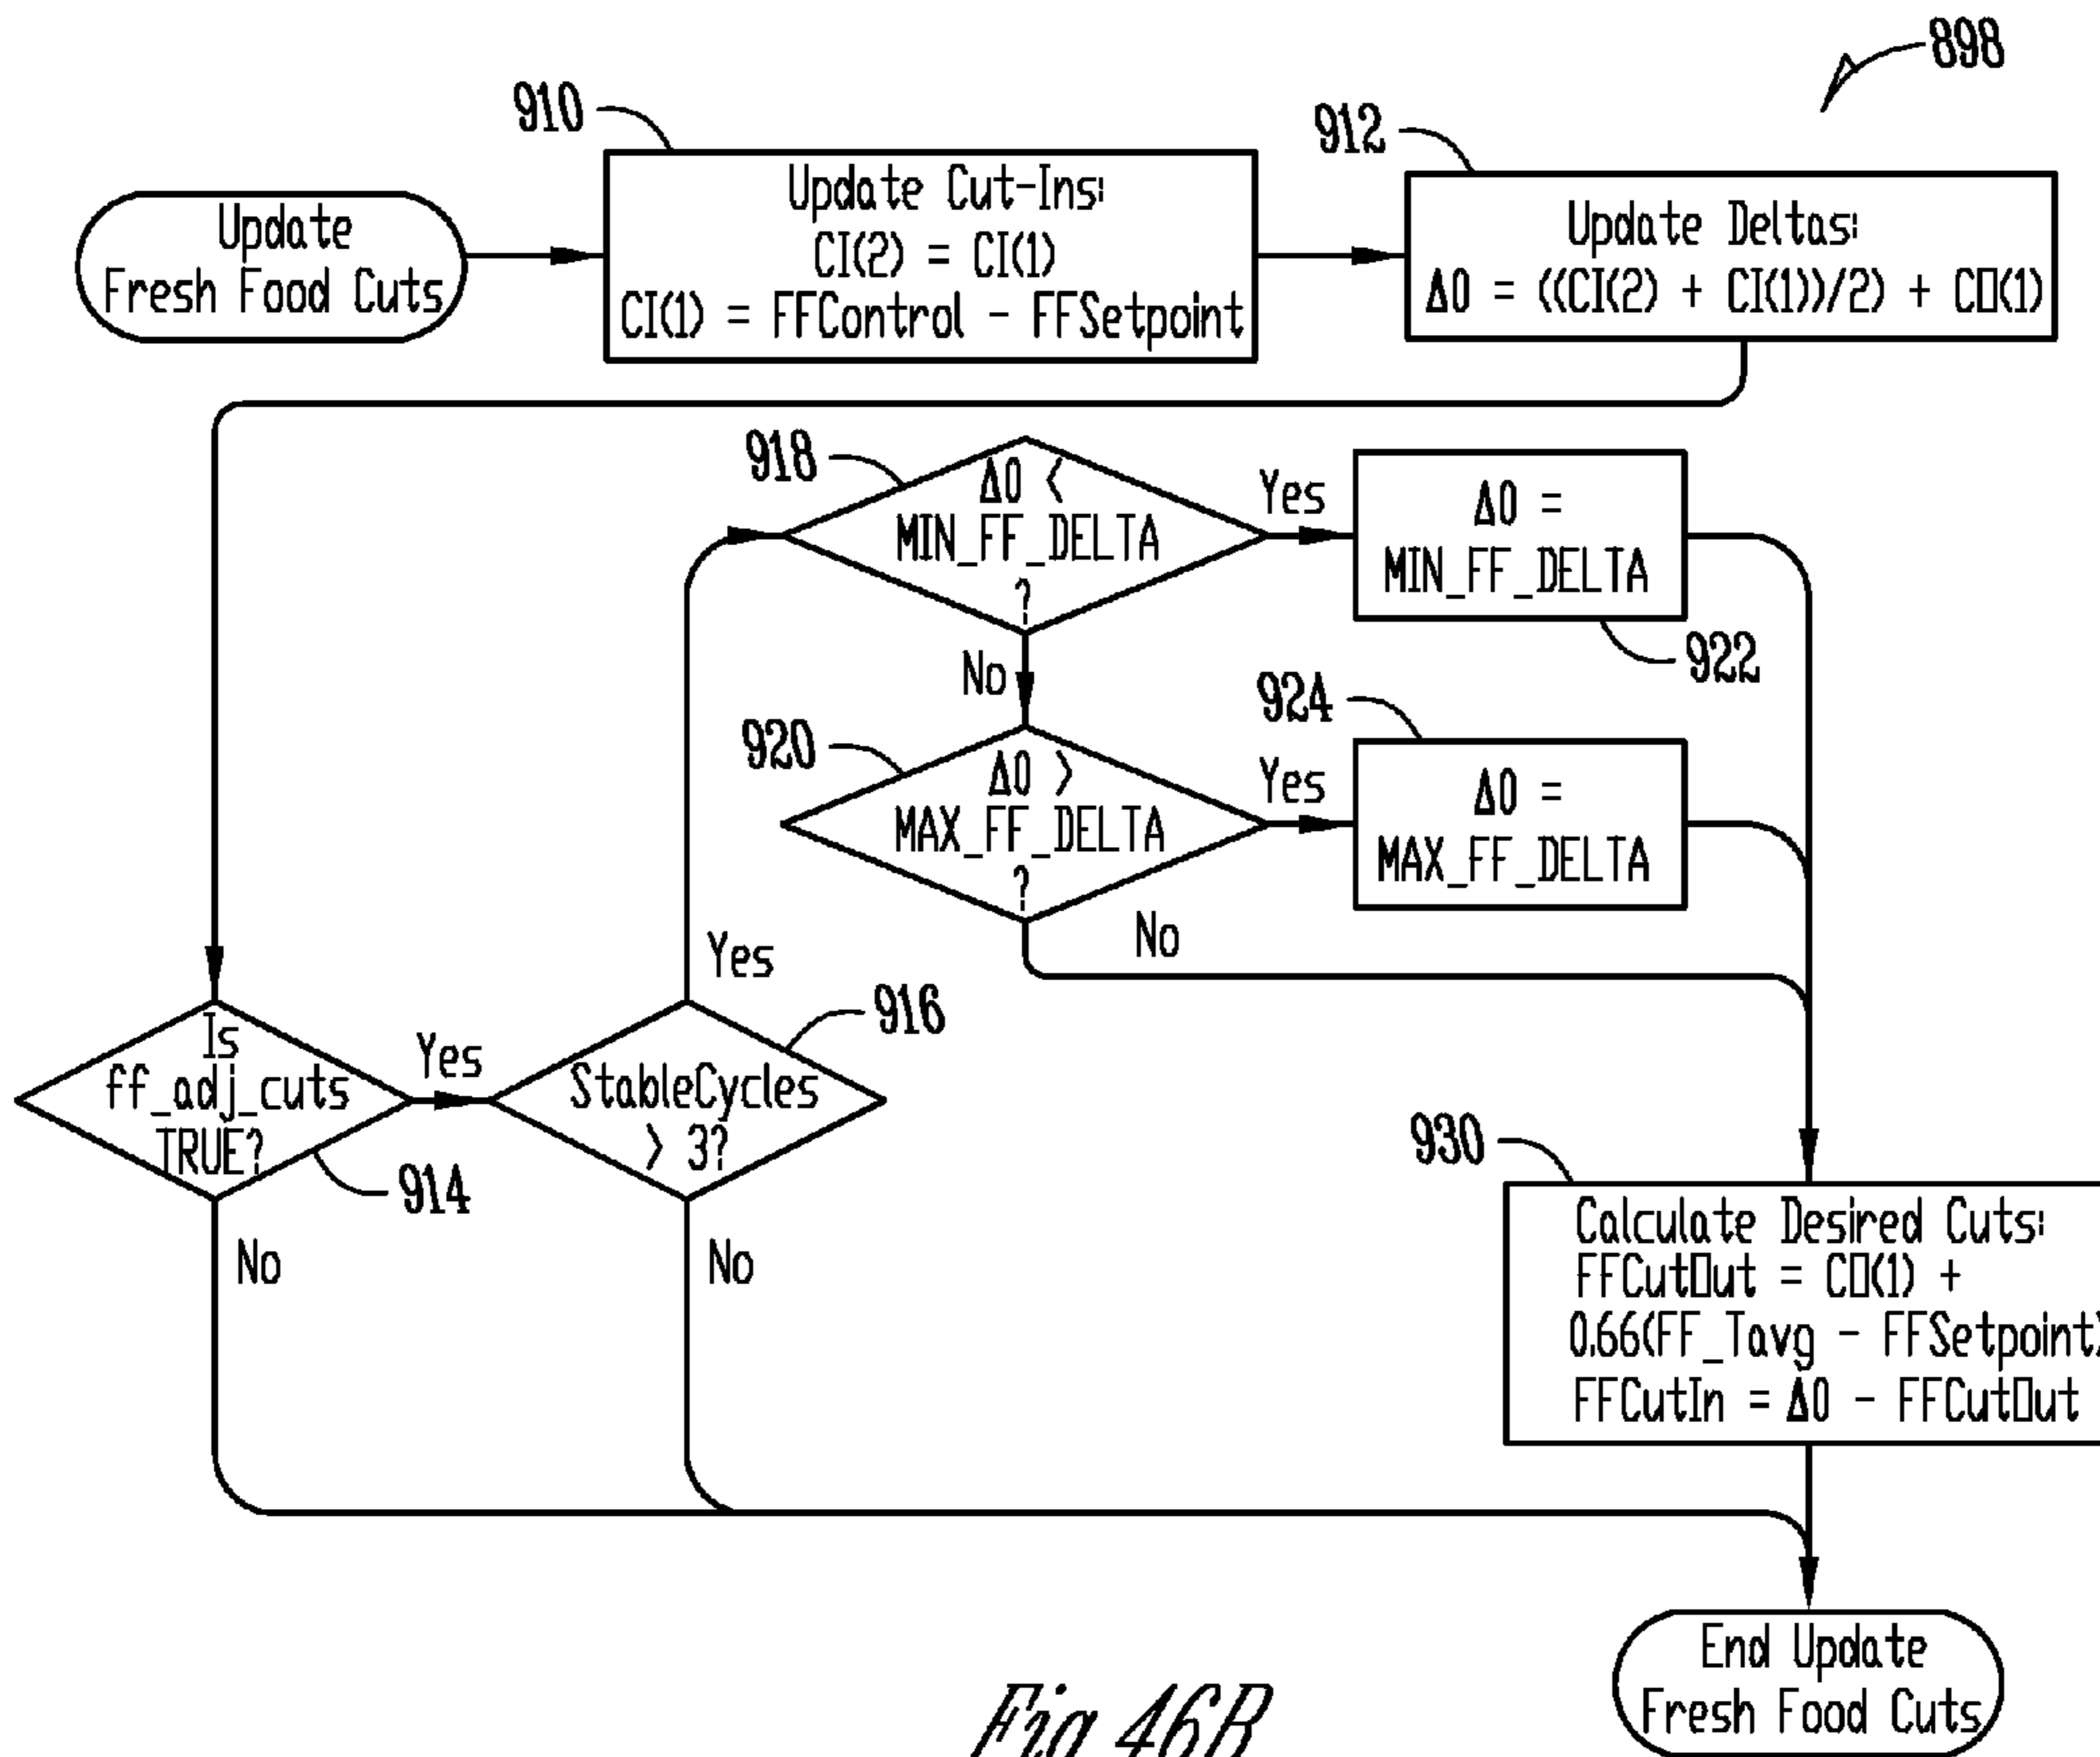 898
910
912
Update
Fresh Food Cuts
Update Cut-Ins:
CI(2) = CI(1)
CI(1) = FFControl - FFSetpoint
Update Deltas:
Δ0 = ((CI(2) + CI(1))/2) + CO(1)
918
Δ0 <
MIN_FF_DELTA
?
Yes
Δ0 =
MIN_FF_DELTA
922
No
920
Δ0 >
MAX_FF_DELTA
?
Yes
924
Δ0 =
MAX_FF_DELTA
No
Is
ff_adj_cuts
TRUE?
914
Yes
No
916
StableCycles
> 3?
Yes
No
930
Calculate Desired Cuts:
FFCutOut = CO(1) +
0.66(FF_Tavg - FFSetpoint)
FFCutIn = Δ0 - FFCutOut
End Update
Fresh Food Cuts
Fig. 46B